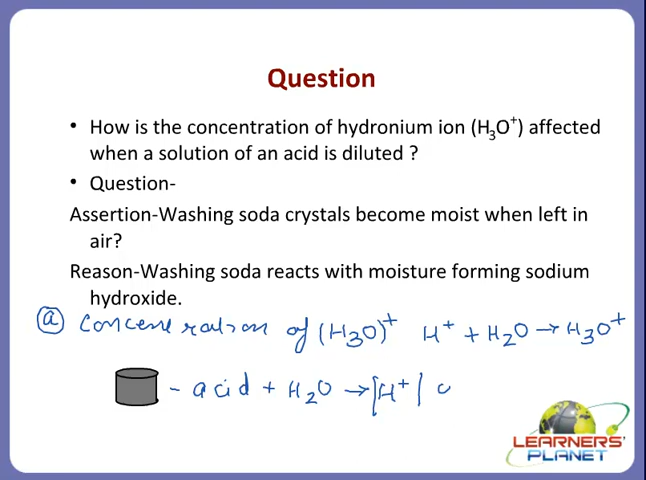 Question
• How is the concentration of hydronium ion (H₃O⁺) affected
when a solution of an acid is diluted ?
• Question-
Assertion-Washing soda crystals become moist when left in
air?
Reason-Washing soda reacts with moisture forming sodium
hydroxide.
(a) Concentration of (H₃O)⁺ H⁺ + H₂O → H₃O⁺
- acid + H₂O → [H⁺]
LEARNERS'
PLANET